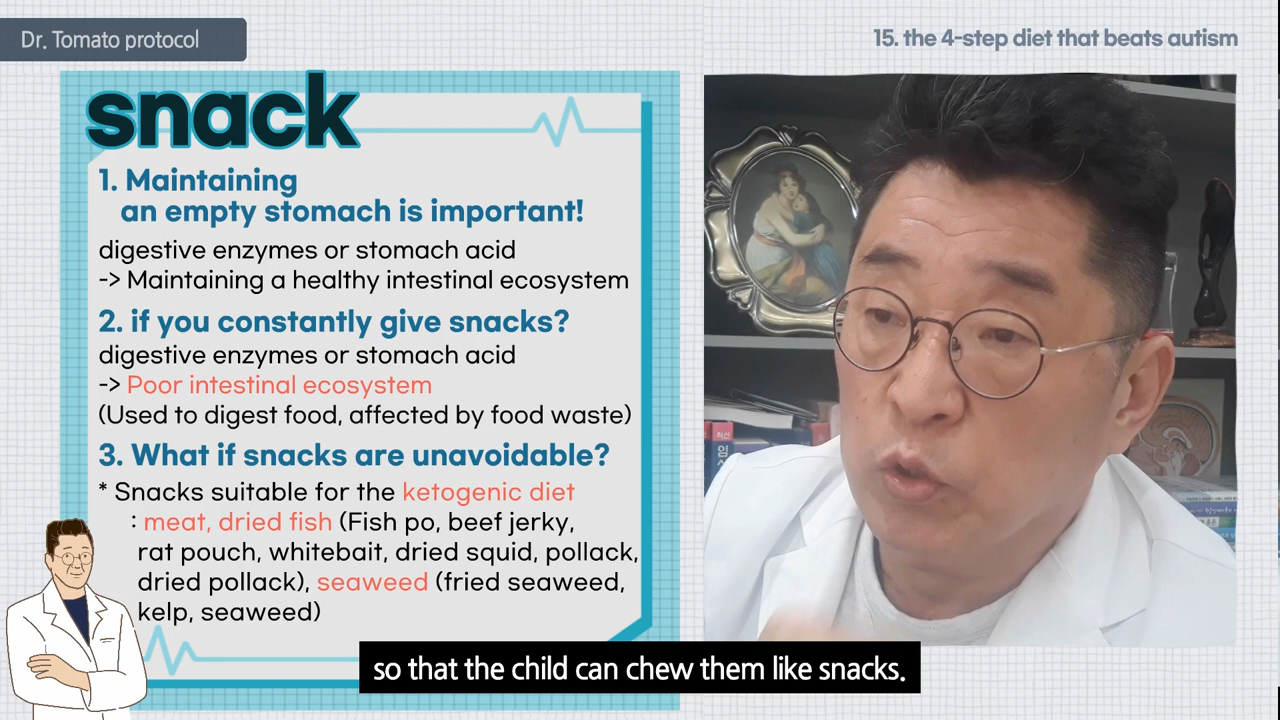 Dr. Tomato protocol
15. the 4-step diet that beats autism
snack
1. Maintaining
an empty stomach is important!
digestive enzymes or stomach acid
-> Maintaining a healthy intestinal ecosystem
2. if you constantly give snacks?
digestive enzymes or stomach acid
-> Poor intestinal ecosystem
(Used to digest food, affected by food waste)
3. What if snacks are unavoidable?
* Snacks suitable for the ketogenic diet
: meat, dried fish (Fish po, beef jerky,
rat pouch, whitebait, dried squid, pollack,
dried pollack), seaweed (fried seaweed,
kelp, seaweed)
so that the child can chew them like snacks.